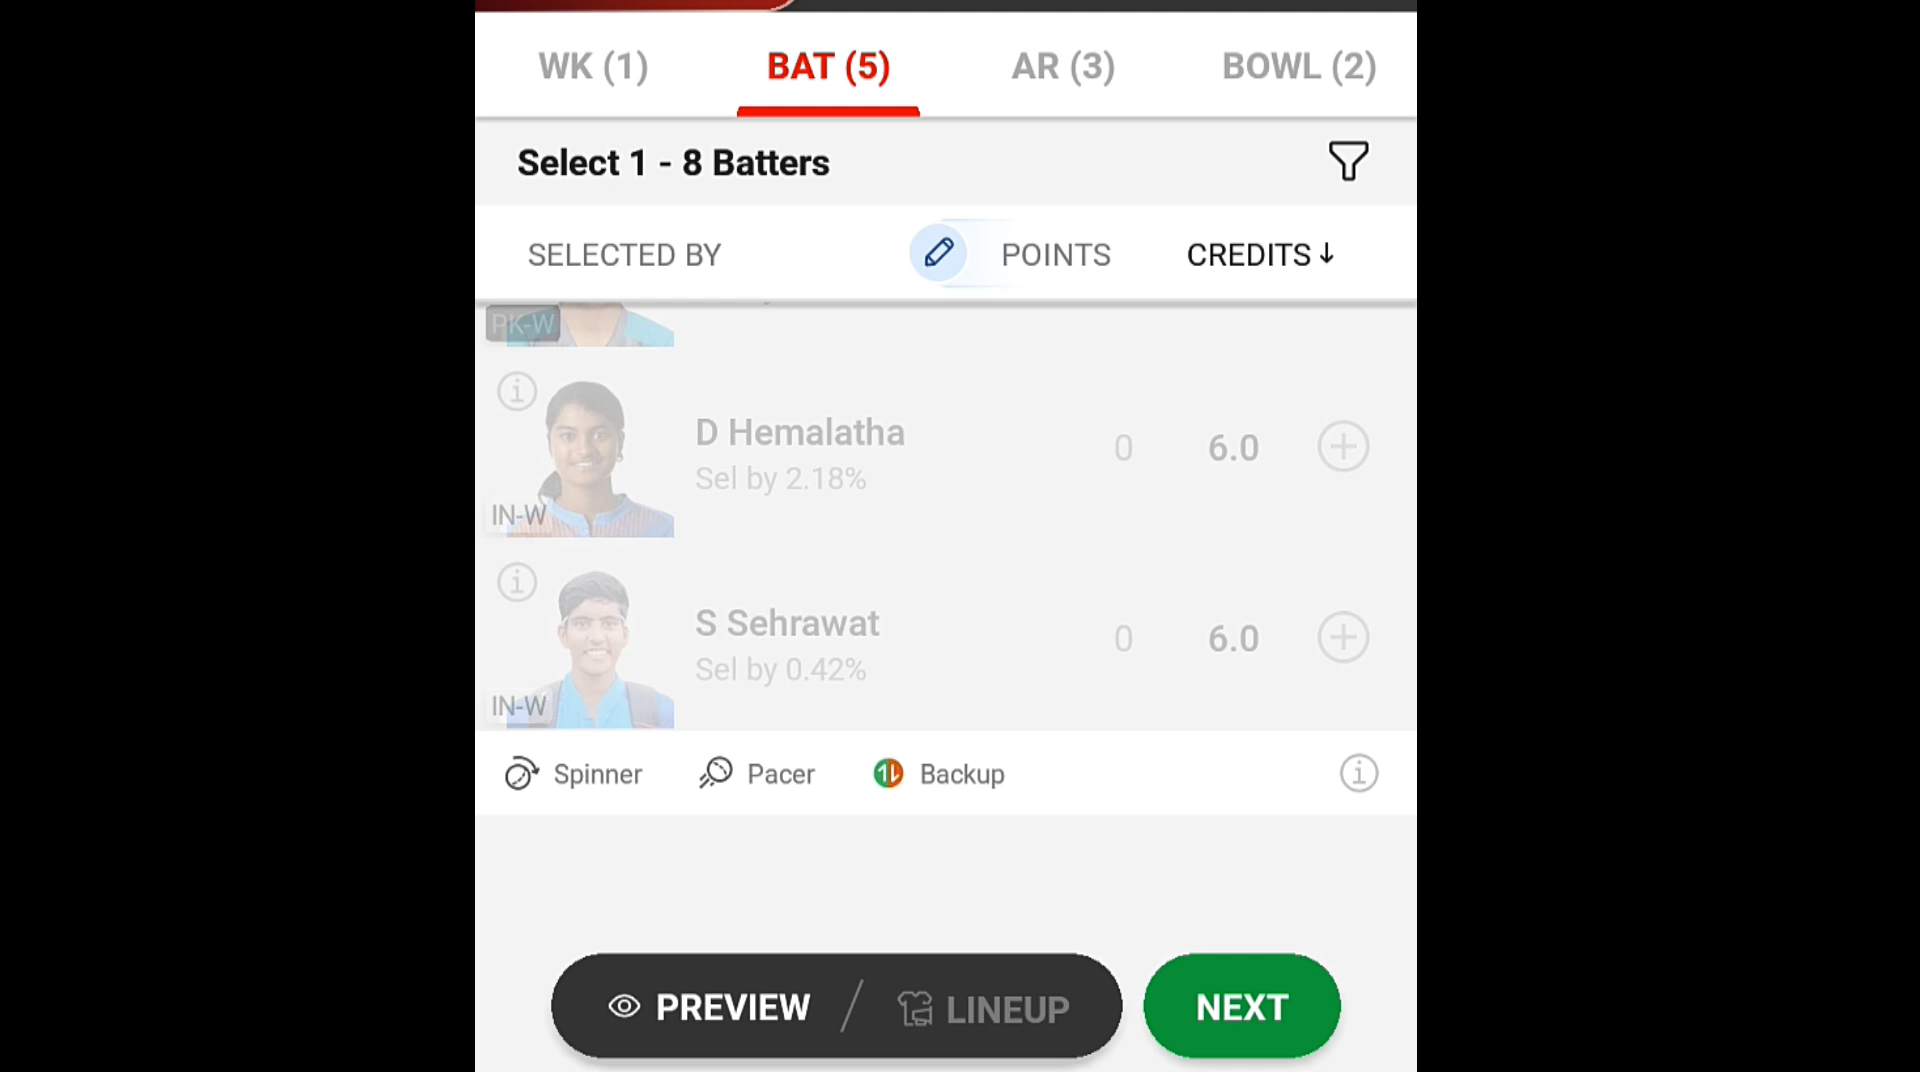 WK (1) BAT (5) AR (3) BOWL (2)
Select 1 - 8 Batters
SELECTED BY POINTS CREDITS ↓
PK-W
D Hemalatha 0 6.0
Sel by 2.18%
IN-W
S Sehrawat 0 6.0
Sel by 0.42%
IN-W
Spinner Pacer Backup
PREVIEW / LINEUP NEXT